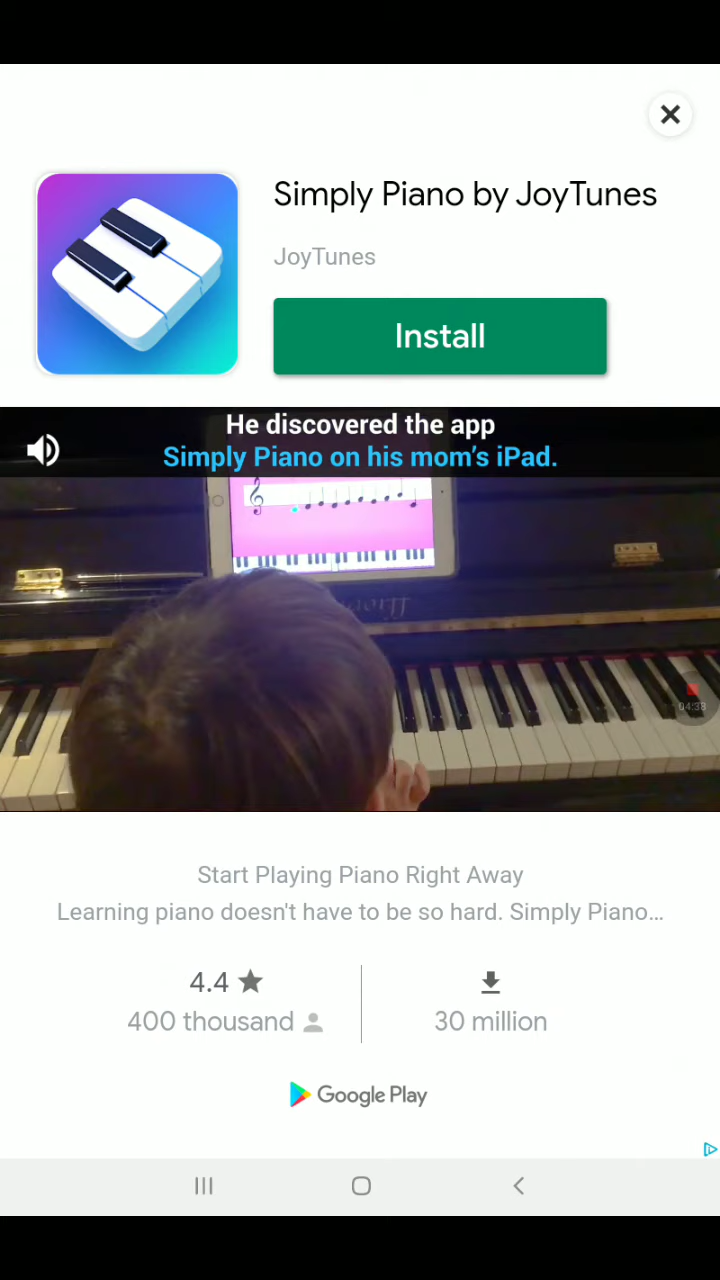 Simply Piano by JoyTunes
JoyTunes
Install
He discovered the app
Simply Piano on his mom's iPad.
04:38
Start Playing Piano Right Away
Learning piano doesn't have to be so hard. Simply Piano...
4.4
400 thousand
30 million
Google Play